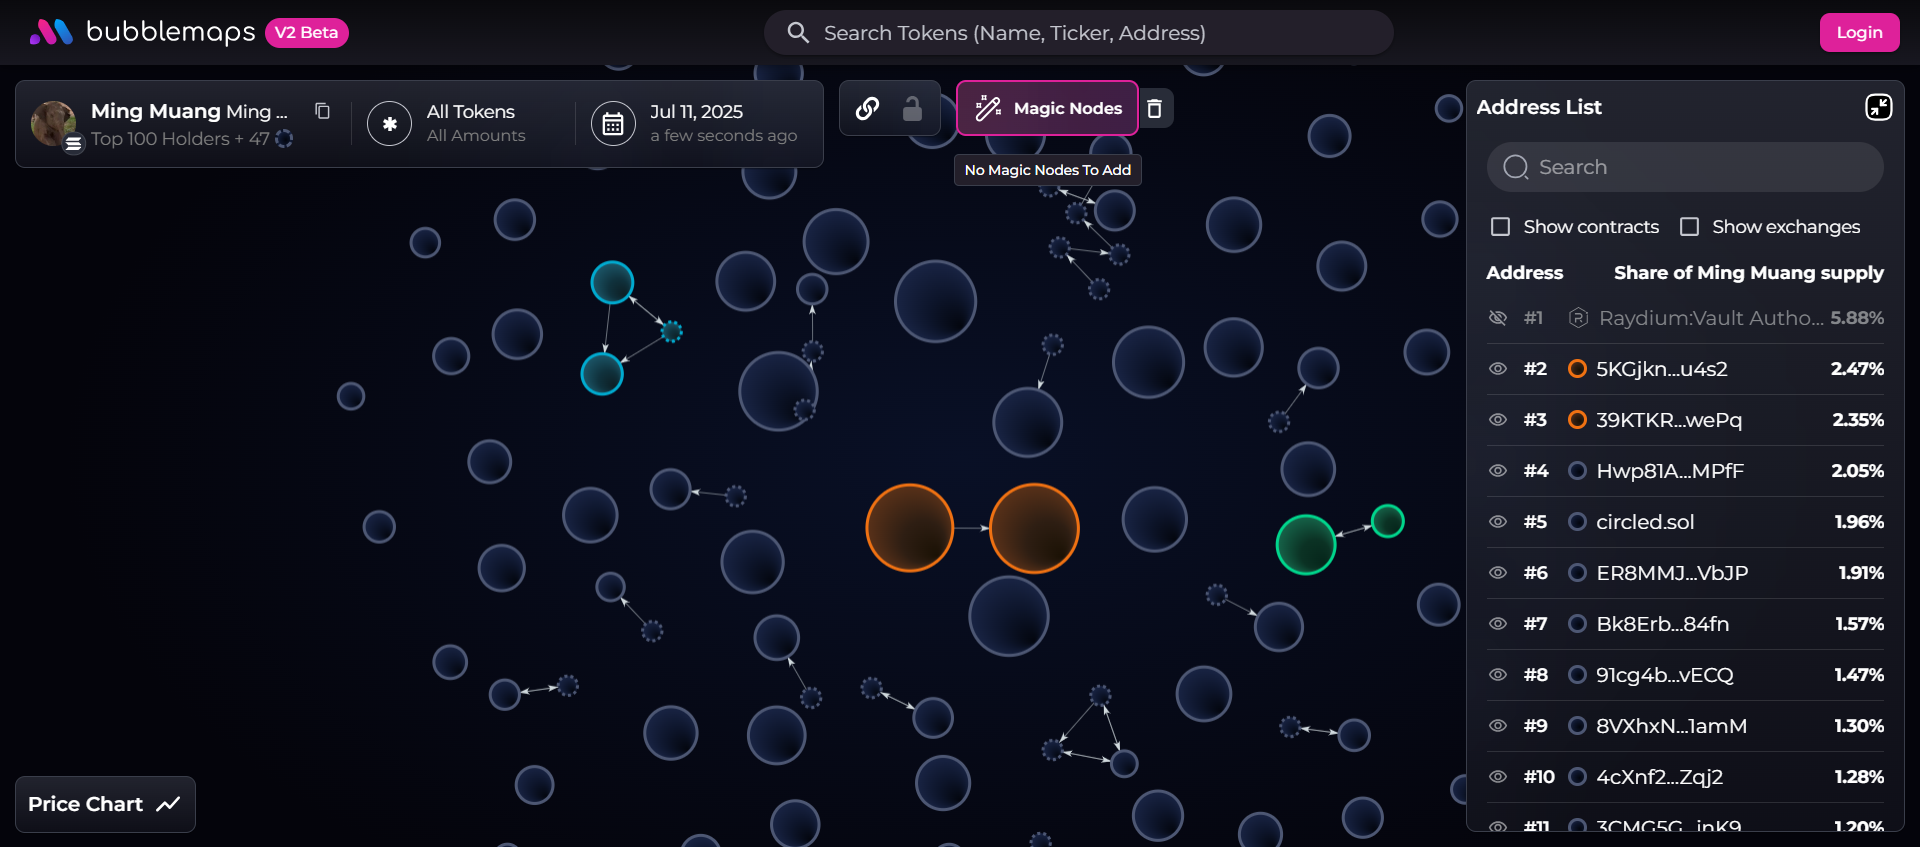 bubblemaps V2 Beta
Search Tokens (Name, Ticker, Address)
Login
Ming Muang Ming ...
Top 100 Holders + 47
All Tokens
All Amounts
Jul 11, 2025
a few seconds ago
Magic Nodes
No Magic Nodes To Add
Address List
Search
Show contracts Show exchanges
Address Share of Ming Muang supply
#1 Raydium:Vault Autho... 5.88%
#2 5KGjkn...u4s2 2.47%
#3 39KTKR...wePq 2.35%
#4 Hwp81A...MPfF 2.05%
#5 circled.sol 1.96%
#6 ER8MMJ...VbJP 1.91%
#7 Bk8Erb...84fn 1.57%
#8 91cg4b...vECQ 1.47%
#9 8VXhxN...1amM 1.30%
#10 4cXnf2...Zqj2 1.28%
#11 3CMG5G...jnK9 1.20%
Price Chart